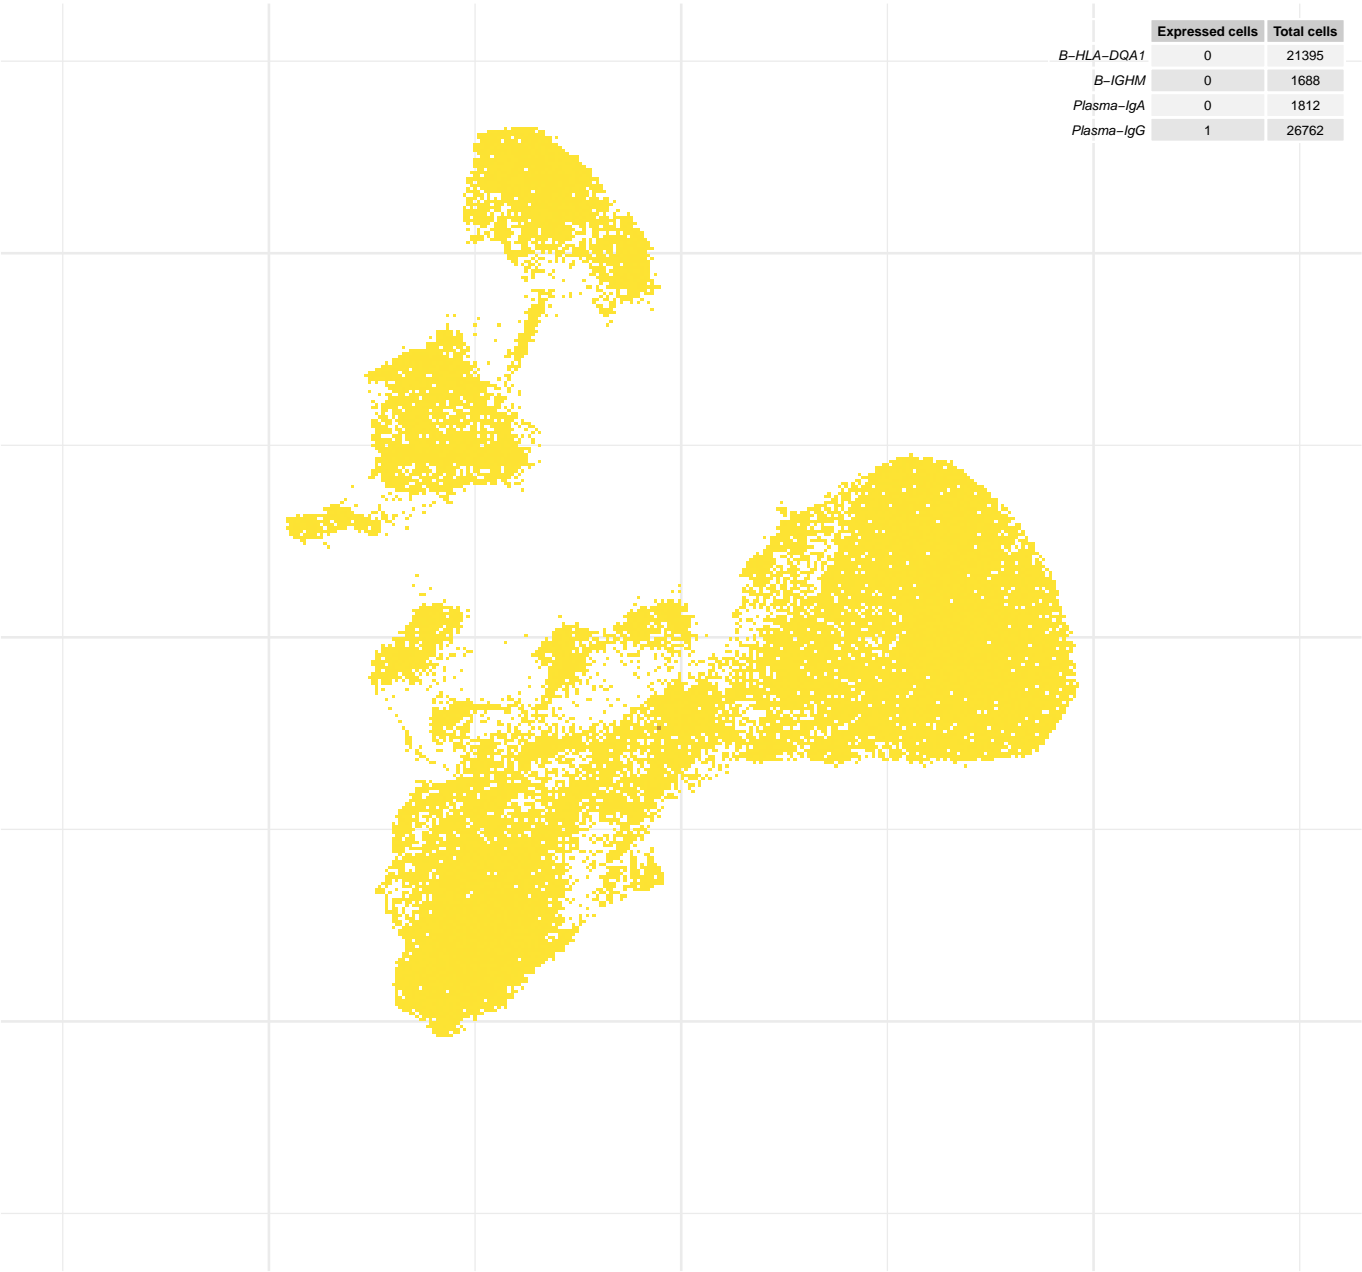 Expressed cells Total cells
B−HLA−DQA1 0 21395
B−IGHM 0 1688
Plasma−IgA 0 1812
Plasma−IgG 1 26762